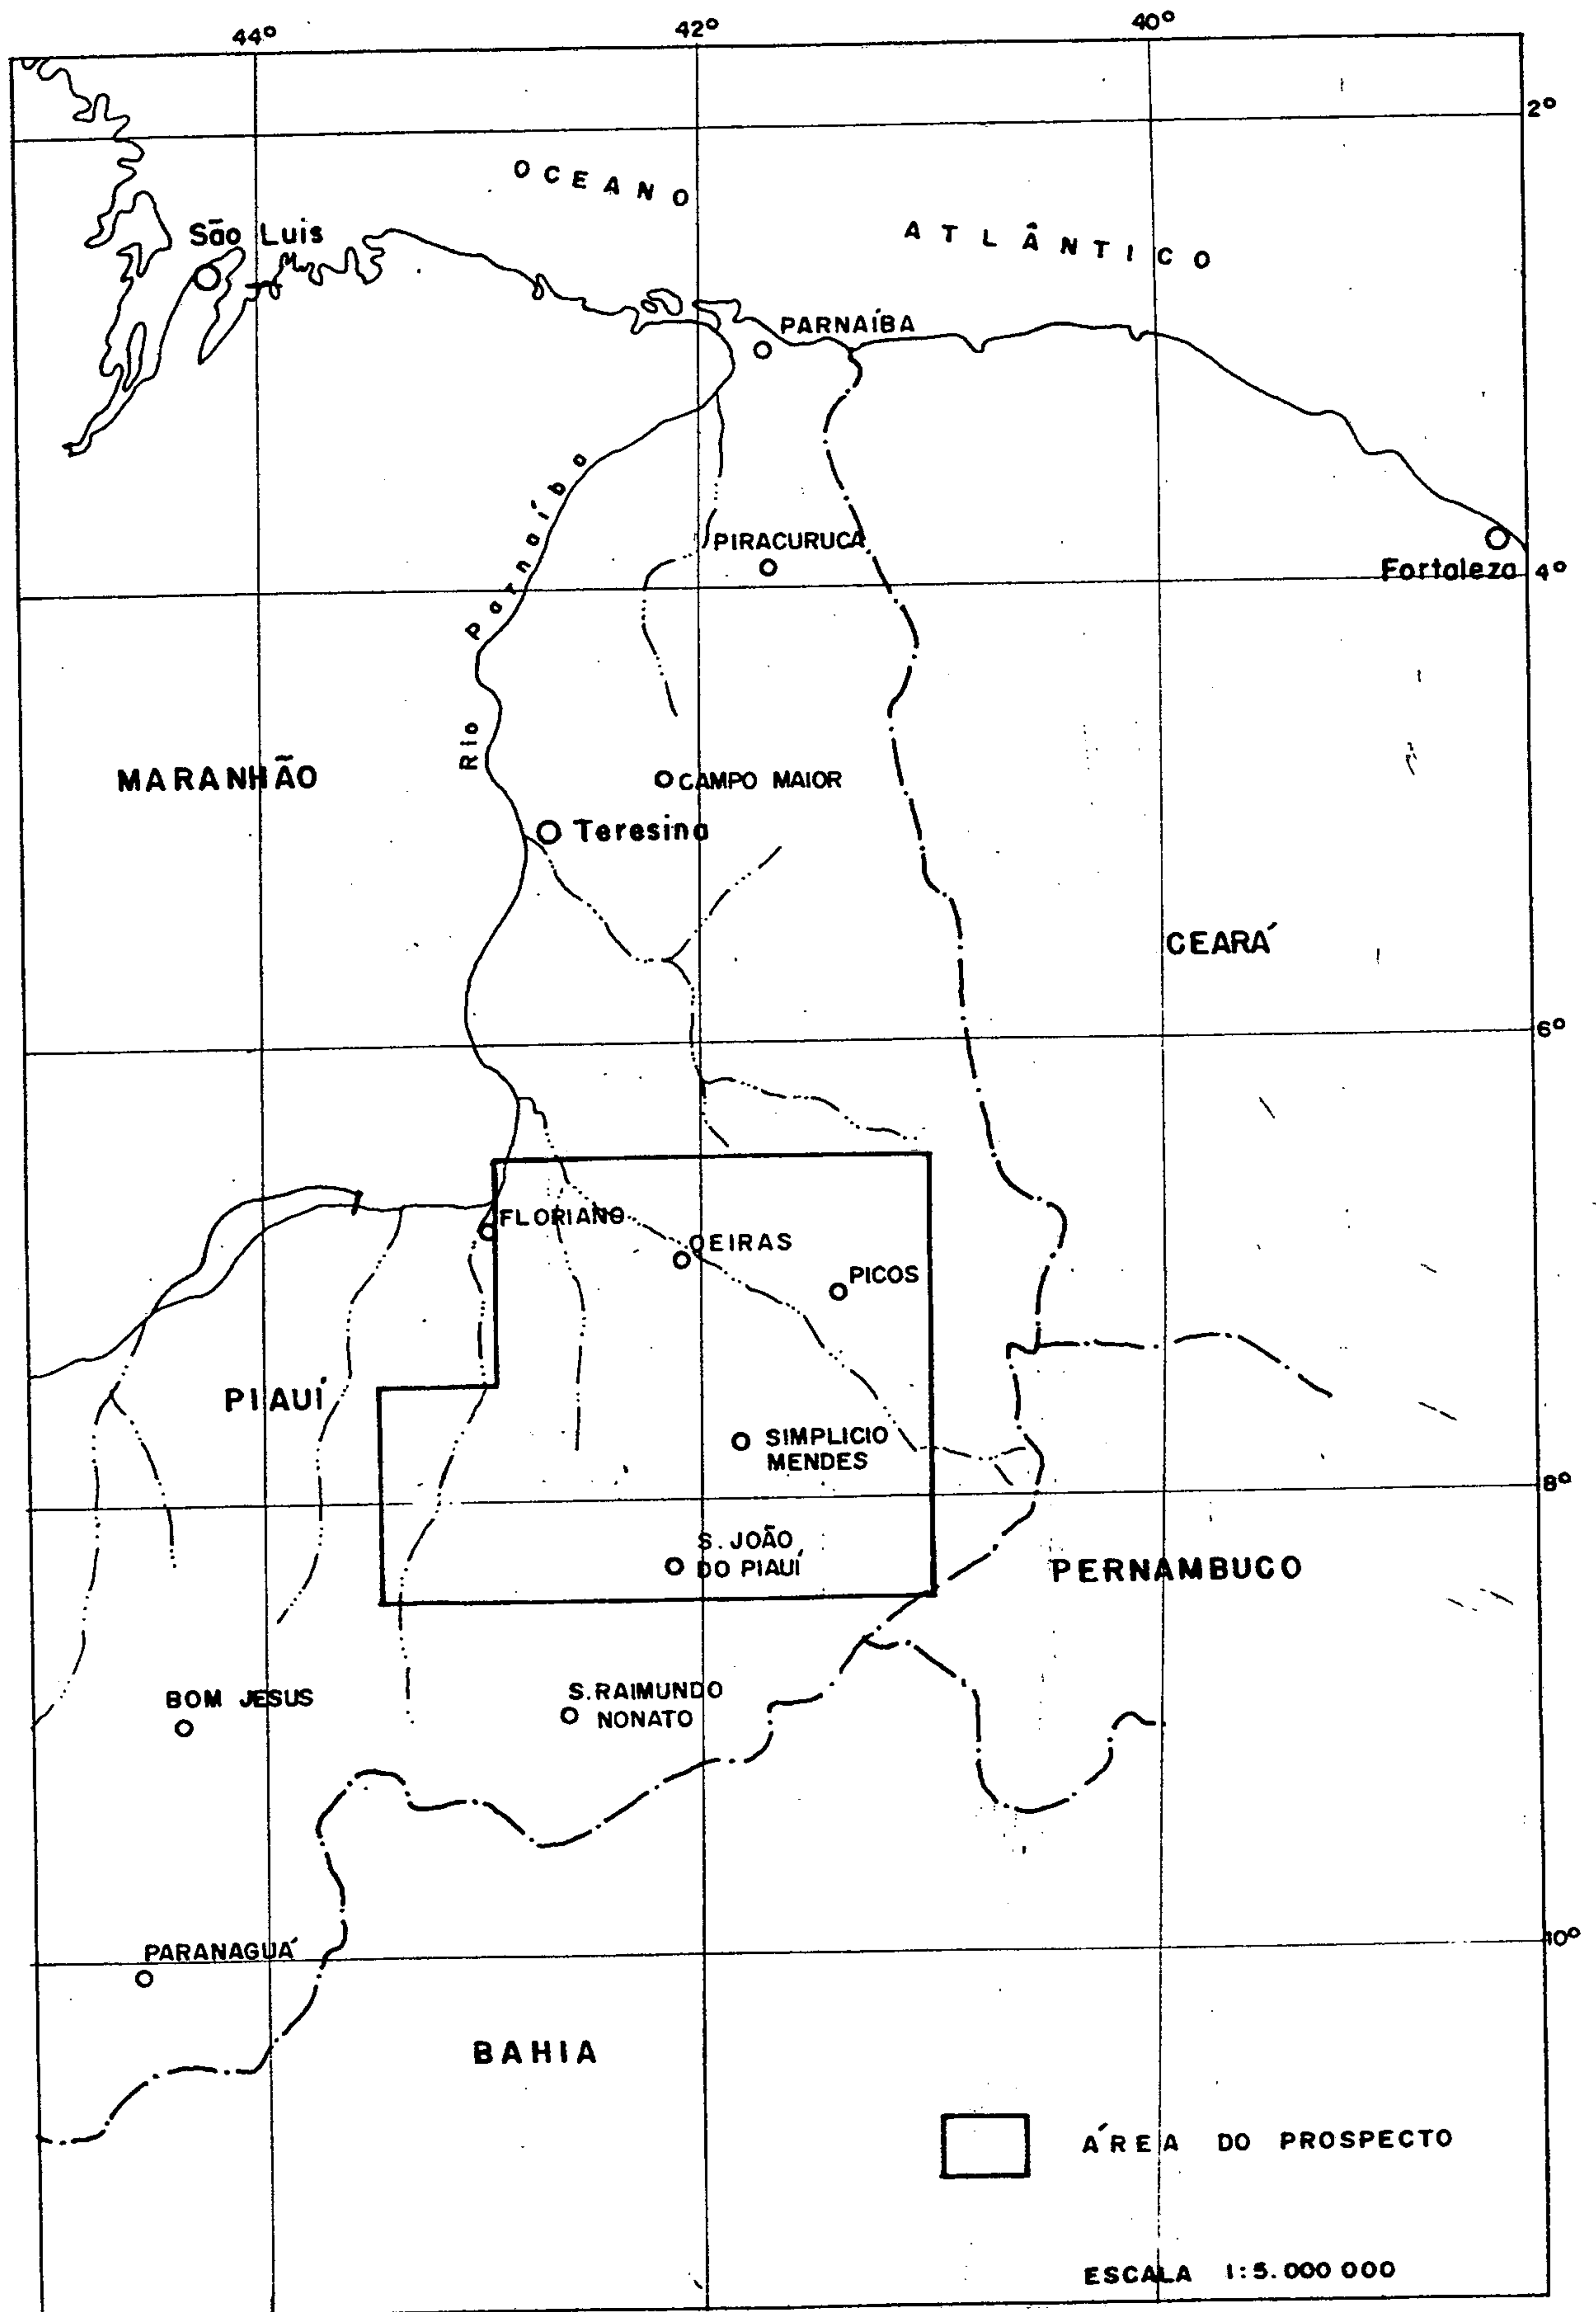 44° 42° 40°
2°
OCEANO
ATLÂNTICO
São Luis
PARNAÍBA
Rio Parnaíba
PIRACURUCA
Fortaleza
4°
MARANHÃO
CAMPO MAIOR
Teresina
CEARÁ
6°
FLORIANO
OEIRAS
PICOS
PIAUÍ
SIMPLICIO
MENDES
8°
S. JOÃO
DO PIAUÍ
PERNAMBUCO
BOM JESUS
S. RAIMUNDO
NONATO
10°
PARANAGUÁ
BAHIA
ÁREA DO PROSPECTO
ESCALA 1:5.000 000